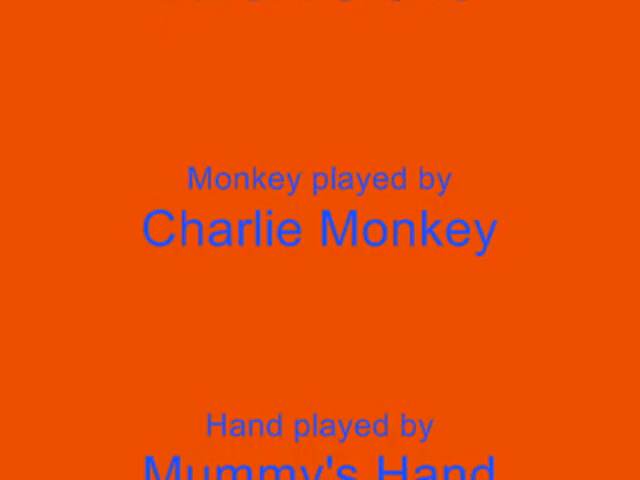 Monkey played by
Charlie Monkey
Hand played by
Mummy's Hand